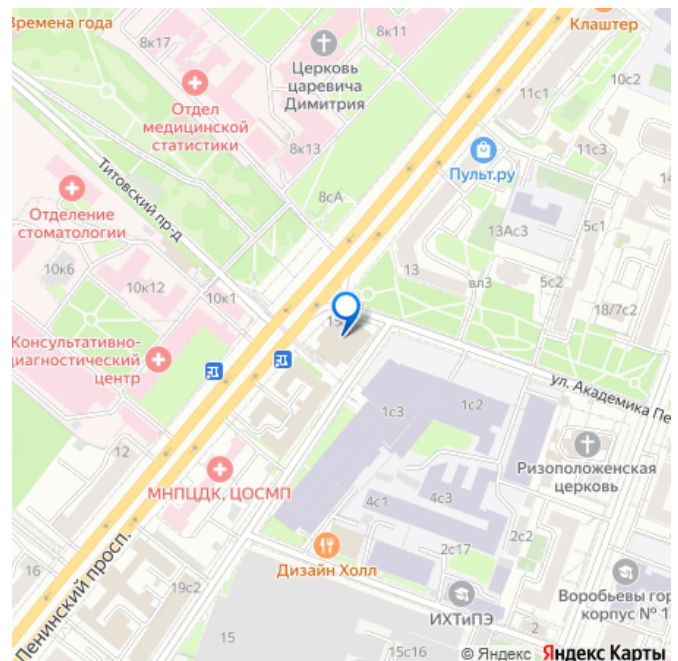 Времена года
8к17
8к11
Клаштер
Церковь
царевича
Димитрия
10с2
11с1
Отдел
медицинской
статистики
8к13
11с3
Пульт.ру
Титовский пр-д
8сА
14
Отделение
стоматологии
13Ас3
5с1
10к6
10к12
13
вл3
5с2
10к1
18/7с2
Консультативно-
диагностический
центр
ул. Академика Пе
1с3
1с2
12
Ризоположенская
церковь
МНПЦДК, ЦОСМП
4с1
4с3
2с2
Ленинский просп.
2с17
16
Дизайн Холл
19с2
Воробьевы гор
корпус № 1
ИХТиПЭ
15
2
© Яндекс Яндекс Карты